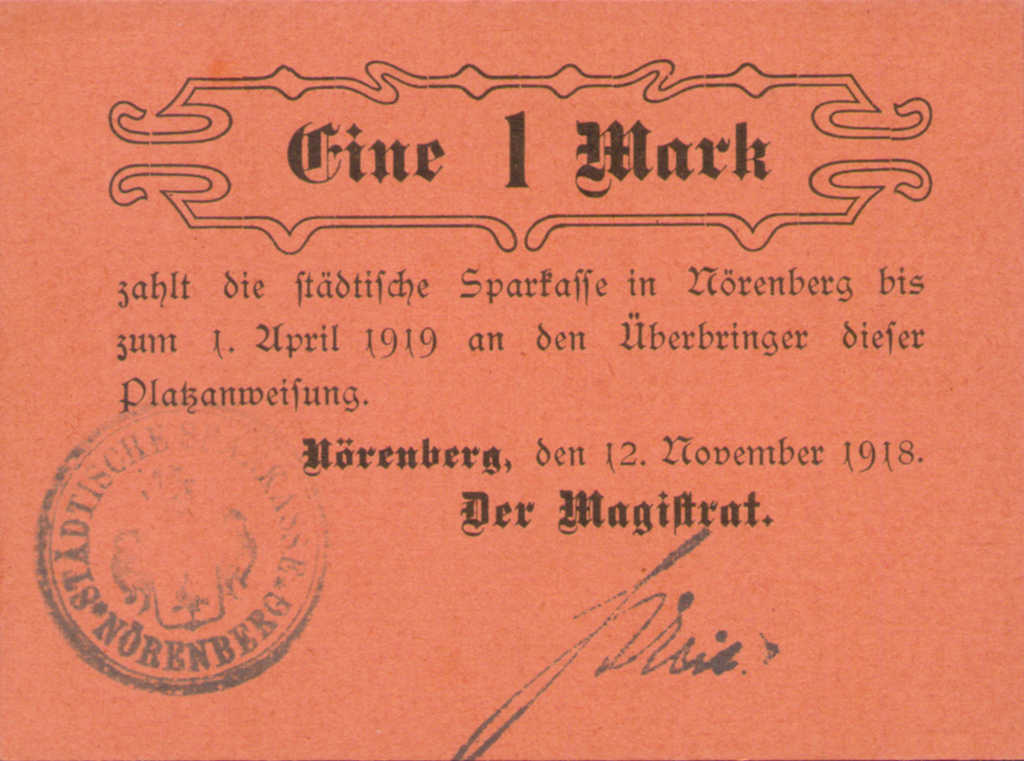 Eine 1 Mark
zahlt die städtische Sparkasse in Nörenberg bis
zum 1. April 1919 an den Überbringer dieser
Platzanweisung.
Nörenberg, den 12. November 1918.
Der Magistrat.
STÄDTISCHE SPARKASSE
* NÖRENBERG *